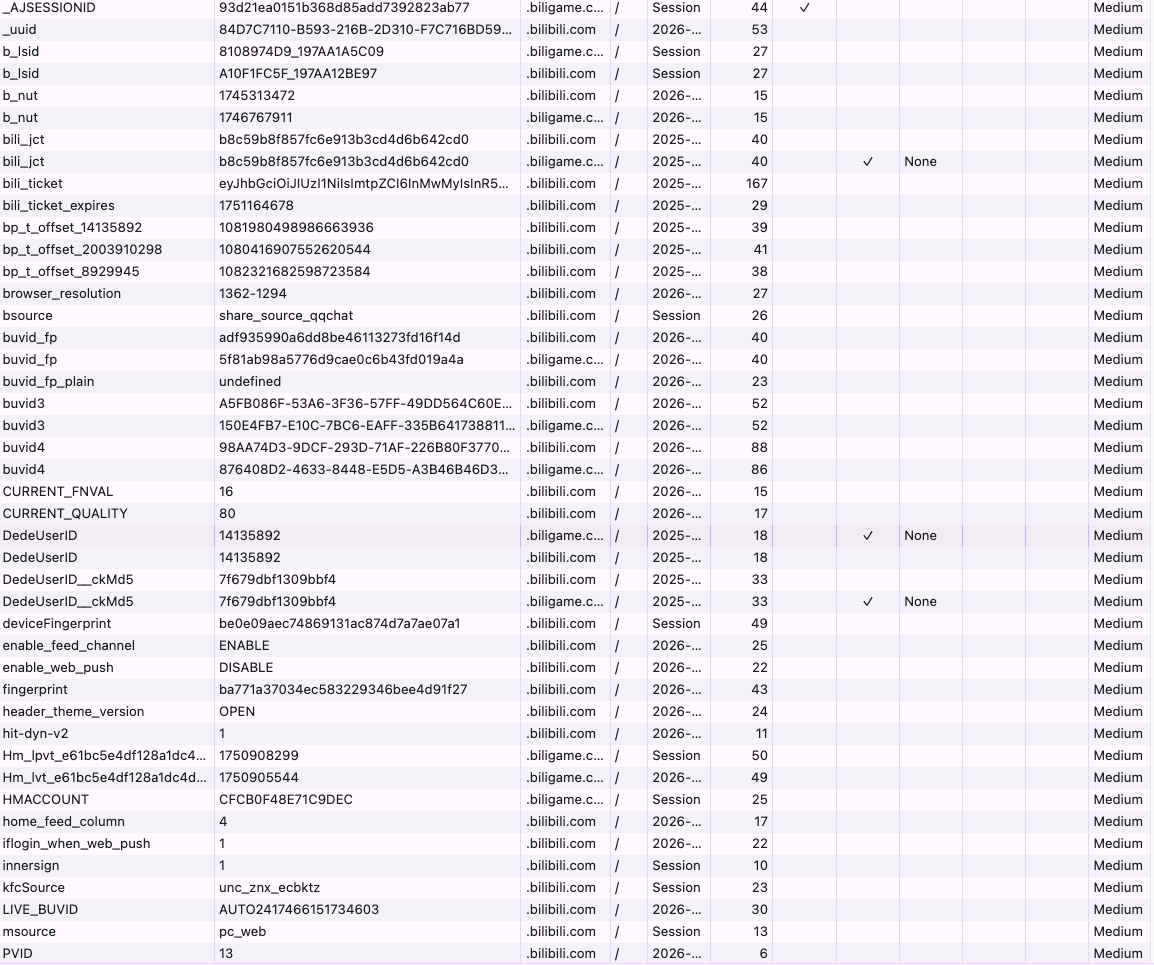 _AJSESSIONID 93d21ea0151b368d85add7392823ab77 .biligame.c... / Session 44 ✓ Medium
_uuid 84D7C7110-B593-216B-2D310-F7C716BD59... .bilibili.com / 2026-... 53 Medium
b_lsid 8108974D9_197AA1A5C09 .biligame.c... / Session 27 Medium
b_lsid A10F1FC5F_197AA12BE97 .bilibili.com / Session 27 Medium
b_nut 1745313472 .bilibili.com / 2026-... 15 Medium
b_nut 1746767911 .biligame.c... / 2026-... 15 Medium
bili_jct b8c59b8f857fc6e913b3cd4d6b642cd0 .bilibili.com / 2025-... 40 Medium
bili_jct b8c59b8f857fc6e913b3cd4d6b642cd0 .biligame.c... / 2025-... 40 ✓ None Medium
bili_ticket eyJhbGciOiJIUzI1NiIsImtpZCI6InMwMyIsInR5... .bilibili.com / 2025-... 167 Medium
bili_ticket_expires 1751164678 .bilibili.com / 2025-... 29 Medium
bp_t_offset_14135892 1081980498986663936 .bilibili.com / 2025-... 39 Medium
bp_t_offset_2003910298 1080416907552620544 .bilibili.com / 2025-... 41 Medium
bp_t_offset_8929945 1082321682598723584 .bilibili.com / 2025-... 38 Medium
browser_resolution 1362-1294 .bilibili.com / 2026-... 27 Medium
bsource share_source_qqchat .bilibili.com / Session 26 Medium
buvid_fp adf935990a6dd8be46113273fd16f14d .bilibili.com / 2026-... 40 Medium
buvid_fp 5f81ab98a5776d9cae0c6b43fd019a4a .biligame.c... / 2026-... 40 Medium
buvid_fp_plain undefined .bilibili.com / 2026-... 23 Medium
buvid3 A5FB086F-53A6-3F36-57FF-49DD564C60E... .bilibili.com / 2026-... 52 Medium
buvid3 150E4FB7-E10C-7BC6-EAFF-335B641738811... .biligame.c... / 2026-... 52 Medium
buvid4 98AA74D3-9DCF-293D-71AF-226B80F3770... .bilibili.com / 2026-... 88 Medium
buvid4 876408D2-4633-8448-E5D5-A3B46B46D3... .biligame.c... / 2026-... 86 Medium
CURRENT_FNVAL 16 .bilibili.com / 2026-... 15 Medium
CURRENT_QUALITY 80 .bilibili.com / 2026-... 17 Medium
DedeUserID 14135892 .biligame.c... / 2025-... 18 ✓ None Medium
DedeUserID 14135892 .bilibili.com / 2025-... 18 Medium
DedeUserID__ckMd5 7f679dbf1309bbf4 .bilibili.com / 2025-... 33 Medium
DedeUserID__ckMd5 7f679dbf1309bbf4 .biligame.c... / 2025-... 33 ✓ None Medium
deviceFingerprint be0e09aec74869131ac874d7a7ae07a1 .bilibili.com / Session 49 Medium
enable_feed_channel ENABLE .bilibili.com / 2026-... 25 Medium
enable_web_push DISABLE .bilibili.com / 2026-... 22 Medium
fingerprint ba771a37034ec583229346bee4d91f27 .bilibili.com / 2026-... 43 Medium
header_theme_version OPEN .bilibili.com / 2026-... 24 Medium
hit-dyn-v2 1 .bilibili.com / 2026-... 11 Medium
Hm_lpvt_e61bc5e4df128a1dc4... 1750908299 .biligame.c... / Session 50 Medium
Hm_lvt_e61bc5e4df128a1dc4d... 1750905544 .biligame.c... / 2026-... 49 Medium
HMACCOUNT CFCB0F48E71C9DEC .biligame.c... / Session 25 Medium
home_feed_column 4 .bilibili.com / 2026-... 17 Medium
iflogin_when_web_push 1 .bilibili.com / 2026-... 22 Medium
innersign 1 .bilibili.com / Session 10 Medium
kfcSource unc_znx_ecbktz .bilibili.com / Session 23 Medium
LIVE_BUVID AUTO2417466151734603 .bilibili.com / 2026-... 30 Medium
msource pc_web .bilibili.com / Session 13 Medium
PVID 13 .bilibili.com / 2026-... 6 Medium